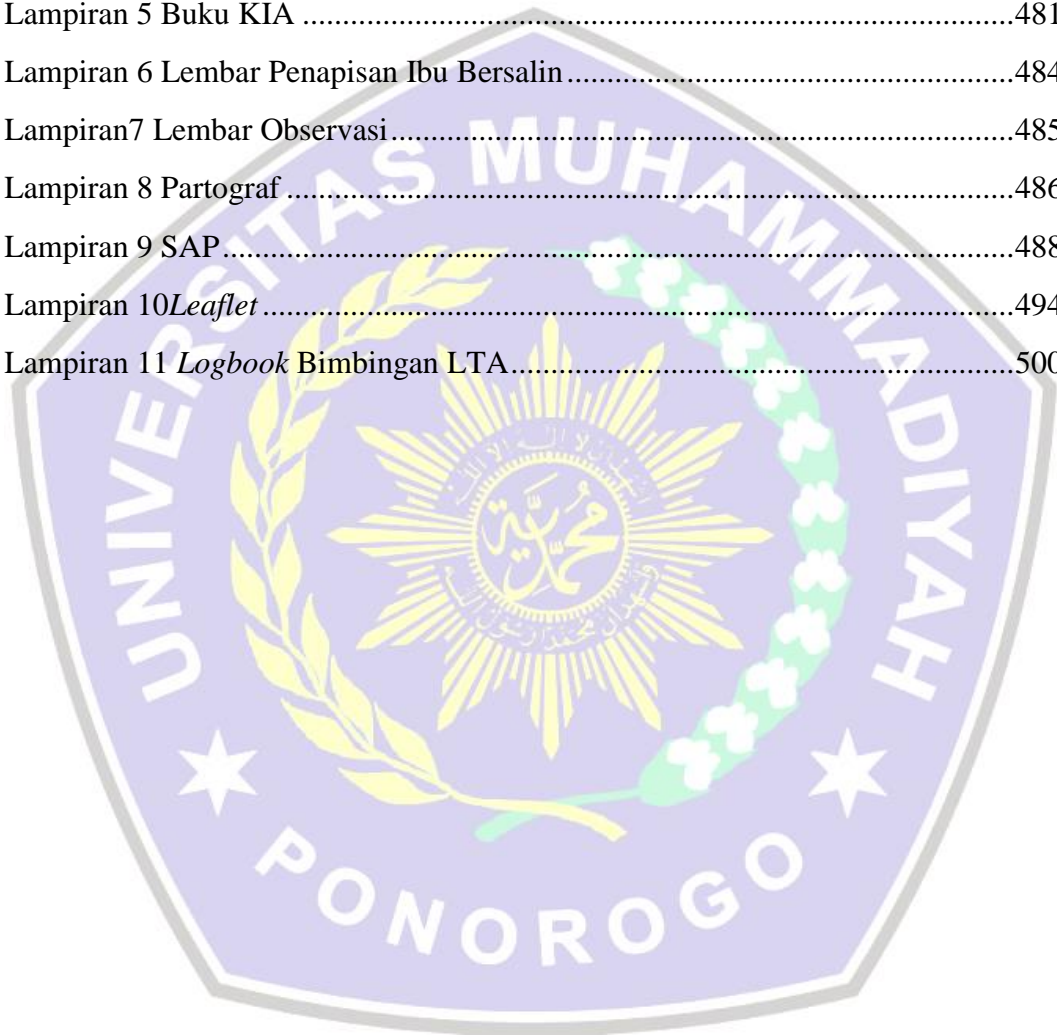 Lampiran 5 Buku KIA ........................................................................................481
Lampiran 6 Lembar Penapisan Ibu Bersalin ......................................................484
Lampiran7 Lembar Observasi............................................................................485
Lampiran 8 Partograf .........................................................................................486
Lampiran 9 SAP.................................................................................................488
Lampiran 10Leaflet ............................................................................................494
Lampiran 11 Logbook Bimbingan LTA..............................................................500
UNIVERSITAS MUHAMMADIYAH
PONOROGO